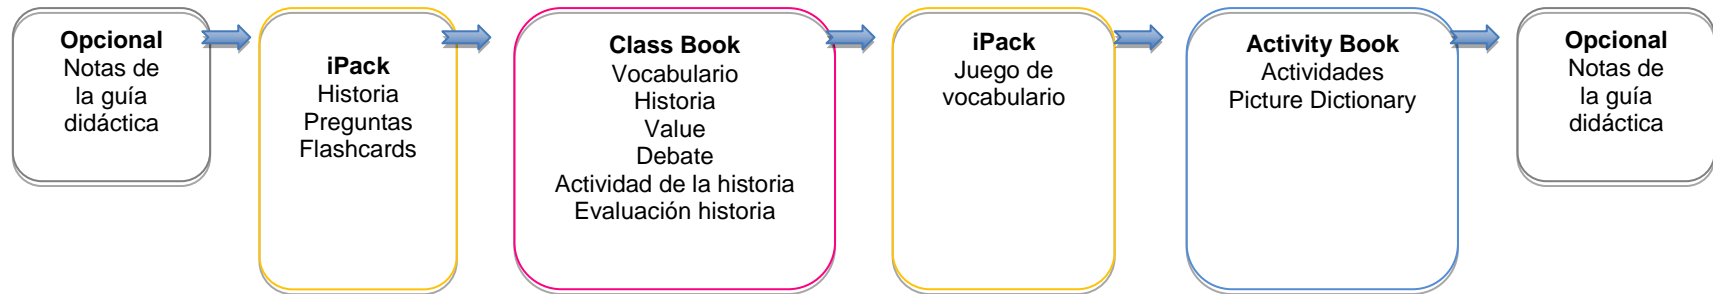 Opcional
Notas de
la guía
didáctica
iPack
Historia
Preguntas
Flashcards
Class Book
Vocabulario
Historia
Value
Debate
Actividad de la historia
Evaluación historia
iPack
Juego de
vocabulario
Activity Book
Actividades
Picture Dictionary
Opcional
Notas de
la guía
didáctica